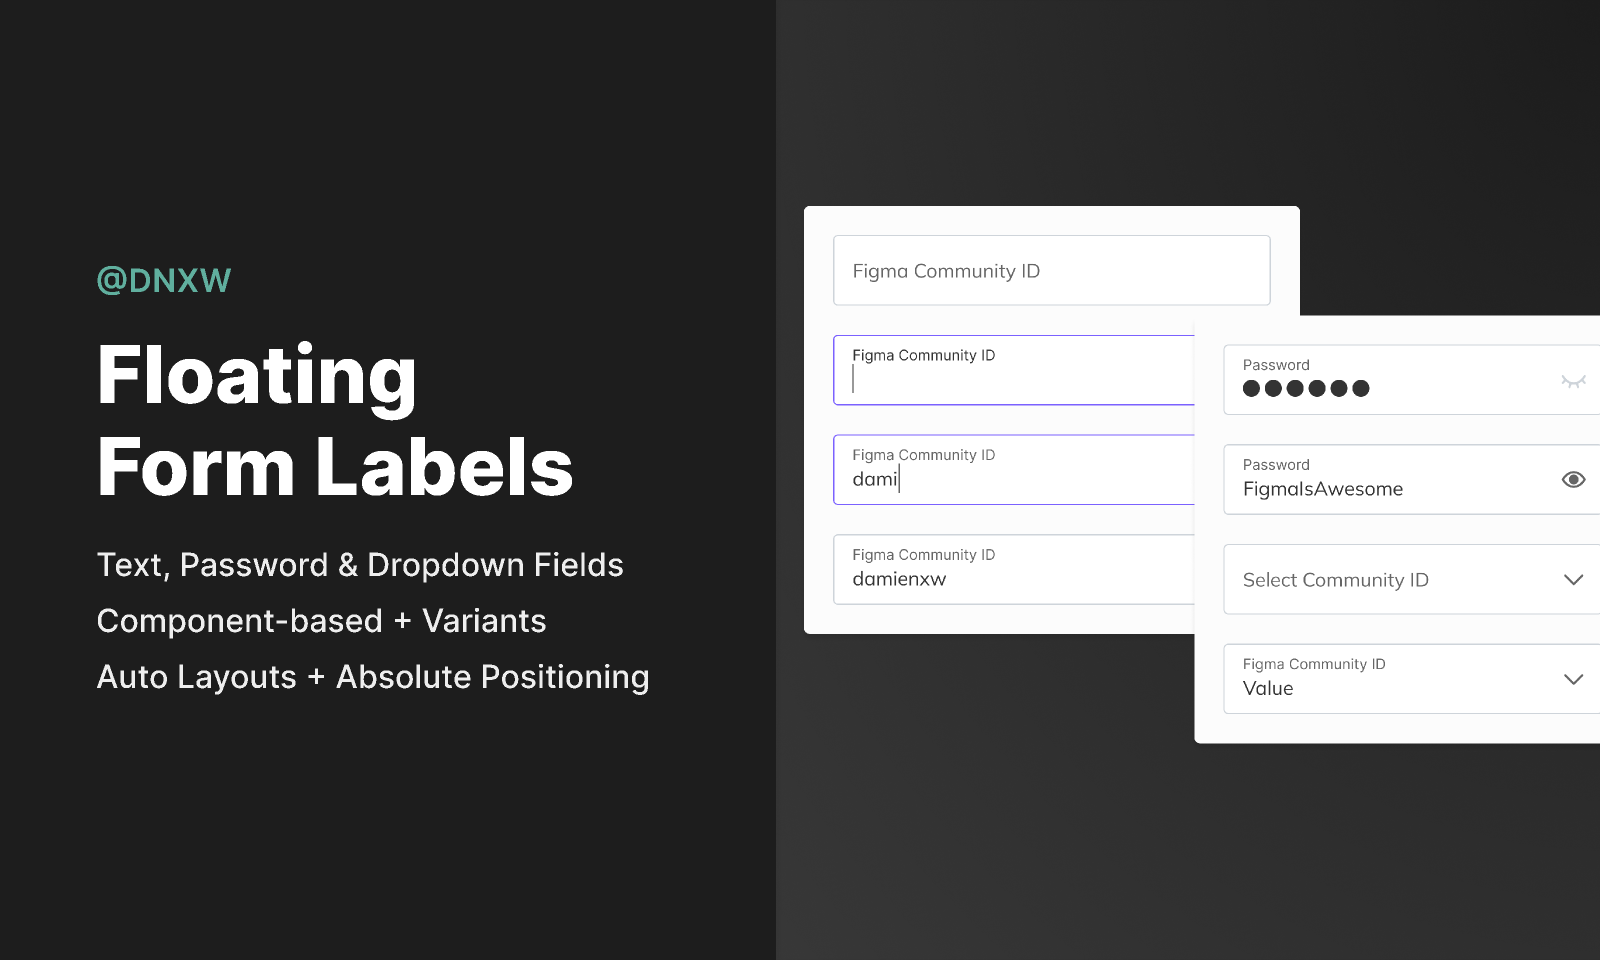 @DNXW
Floating
Form Labels
Text, Password & Dropdown Fields
Component-based + Variants
Auto Layouts + Absolute Positioning
Figma Community ID
Figma Community ID
Figma Community ID
dami
Figma Community ID
damienxw
Password
Password
FigmaIsAwesome
Select Community ID
Figma Community ID
Value